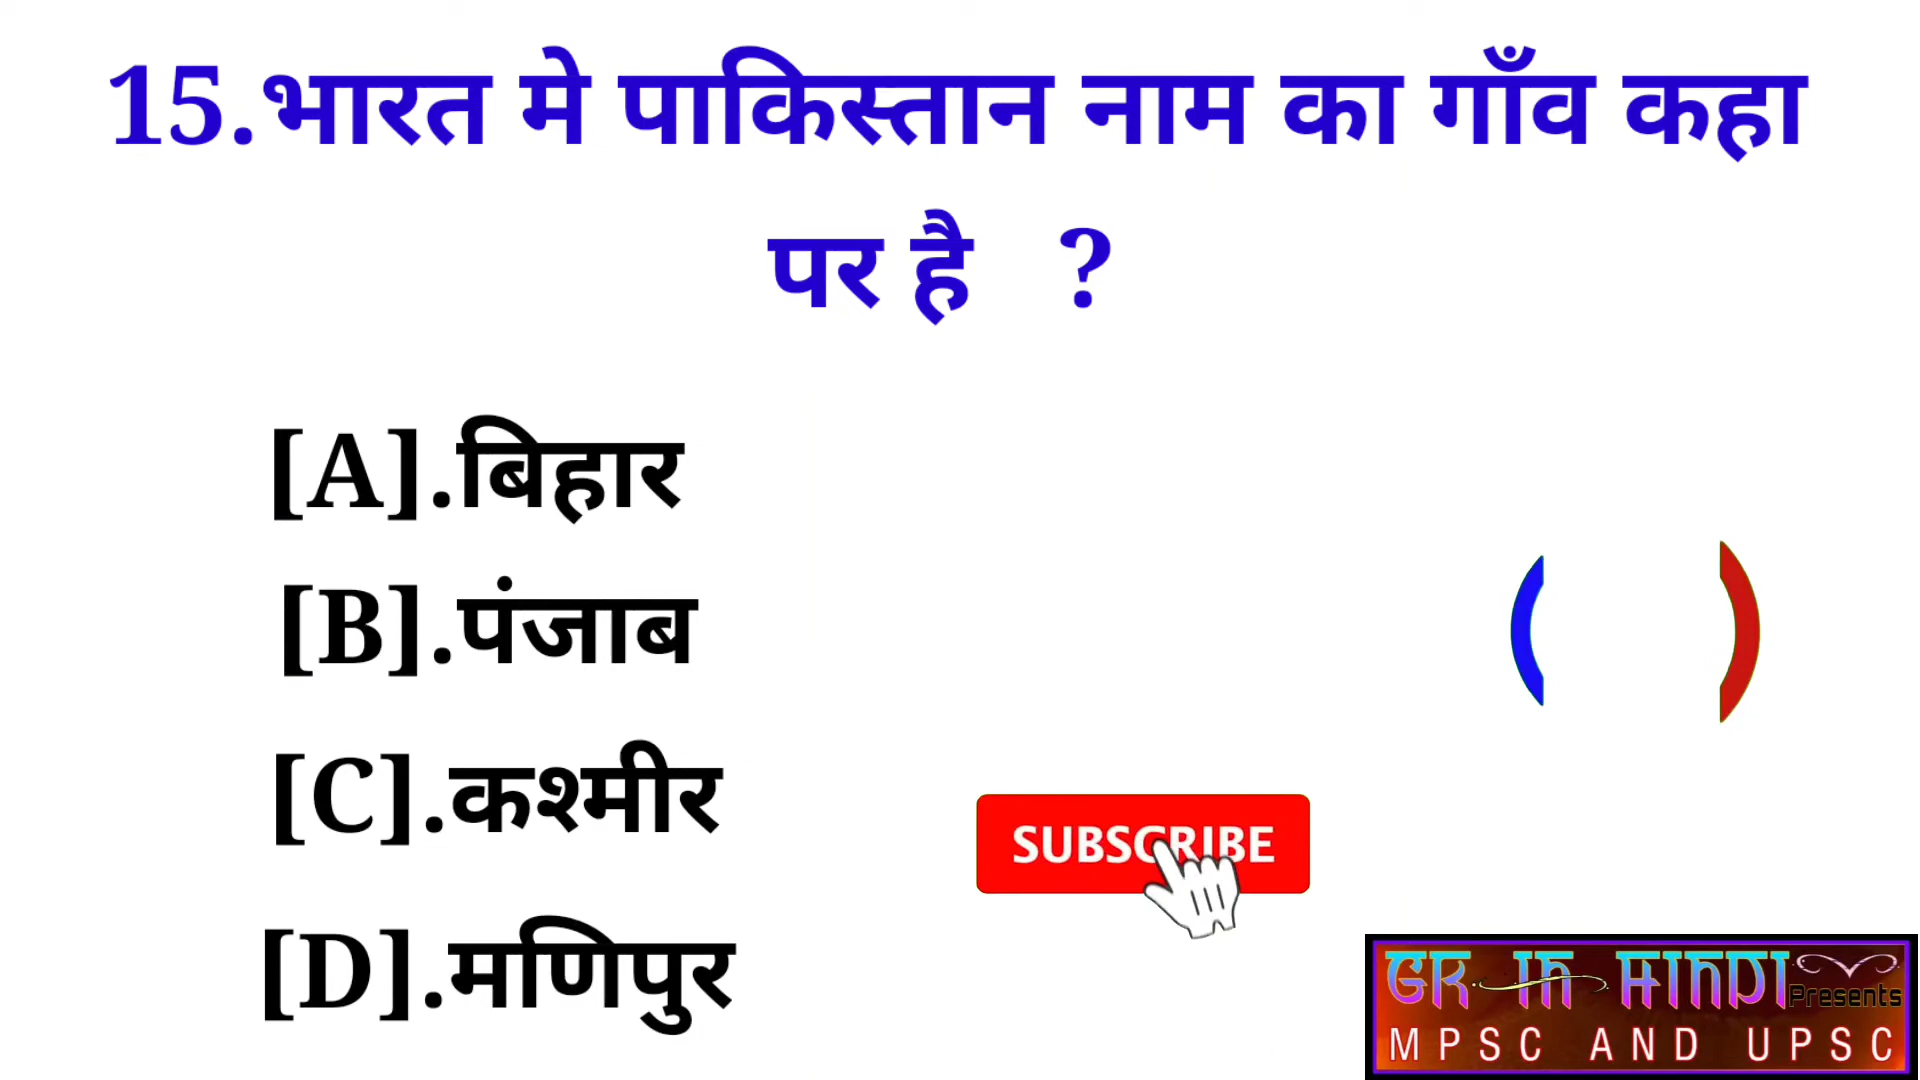 15.भारत मे पाकिस्तान नाम का गाँव कहा
पर है ?
[A].बिहार
[B].पंजाब
[C].कश्मीर
[D].मणिपुर
( )
SUBSCRIBE
GK IN HINDI
Presents
MPSC AND UPSC